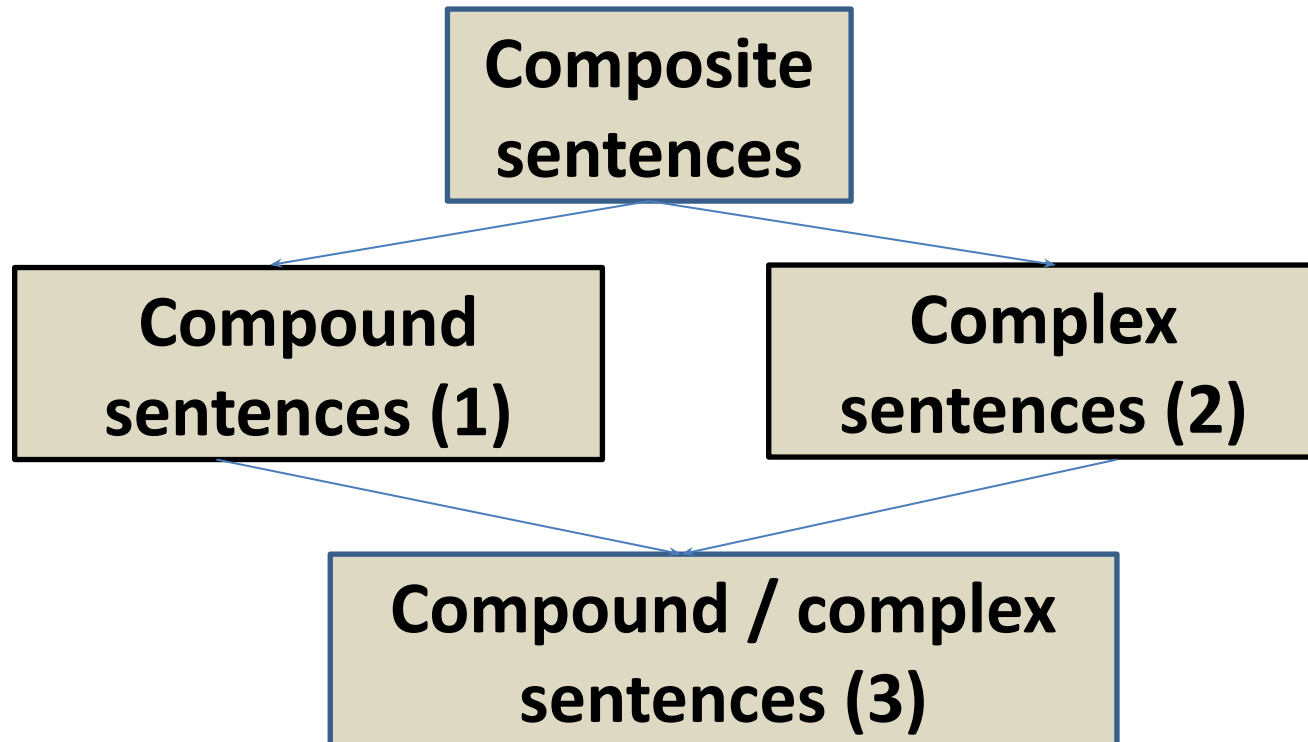 Composite
sentences
Compound
sentences (1)
Complex
sentences (2)
Compound / complex
sentences (3)